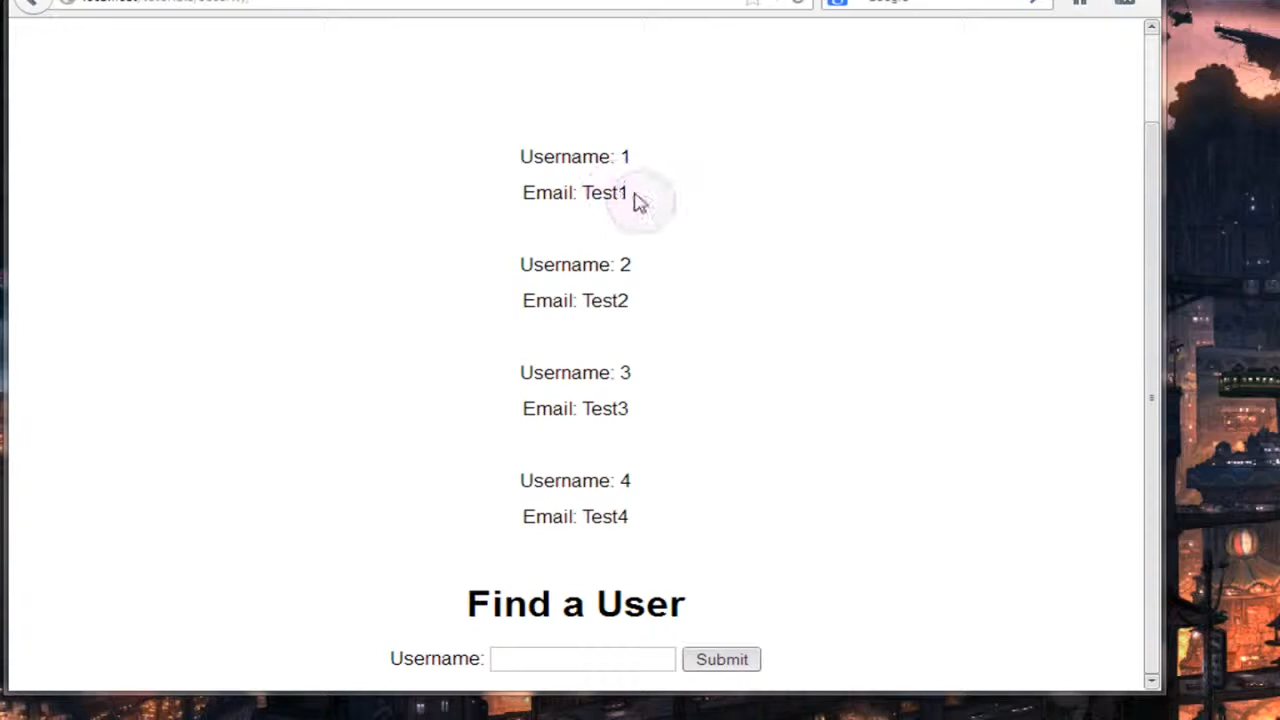 Username: 1
Email: Test1
Username: 2
Email: Test2
Username: 3
Email: Test3
Username: 4
Email: Test4
Find a User
Username:
Submit